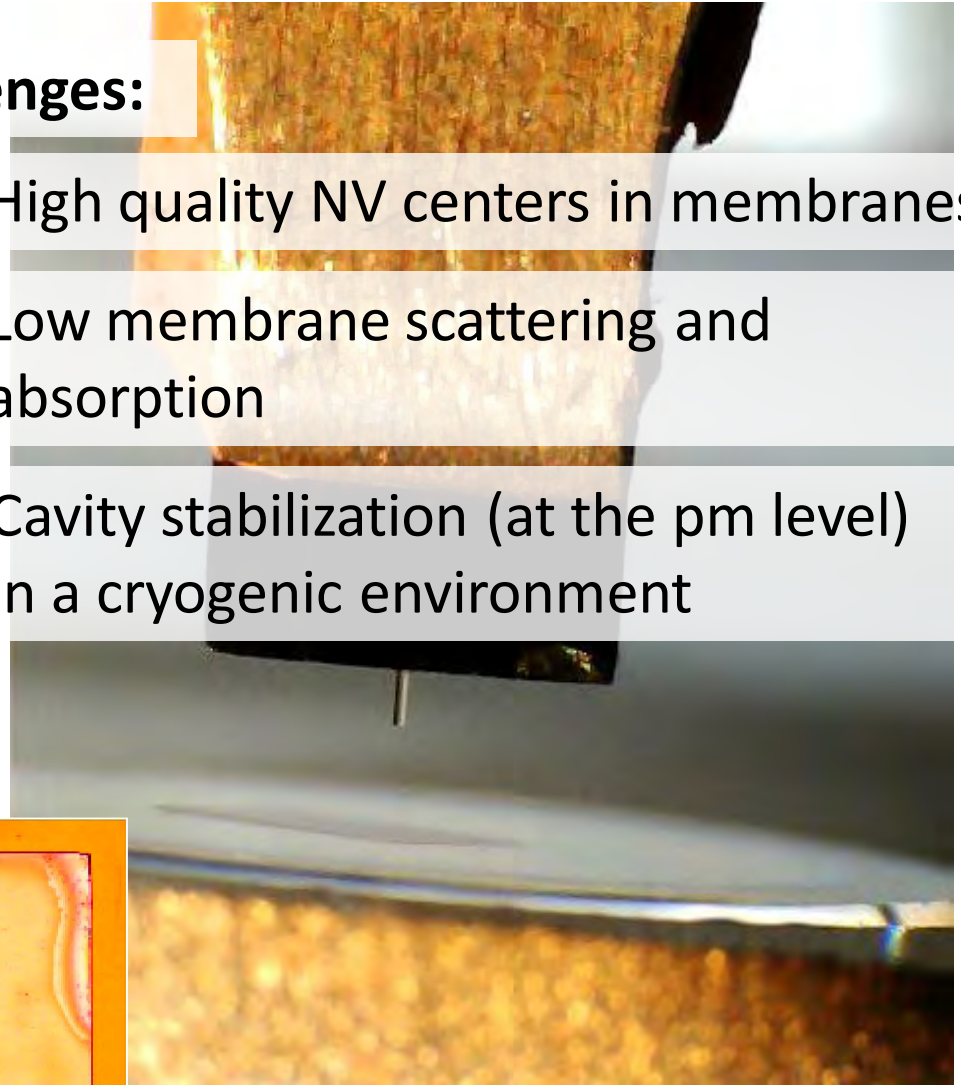 enges:
High quality NV centers in membranes
Low membrane scattering and
absorption
Cavity stabilization (at the pm level)
n a cryogenic environment